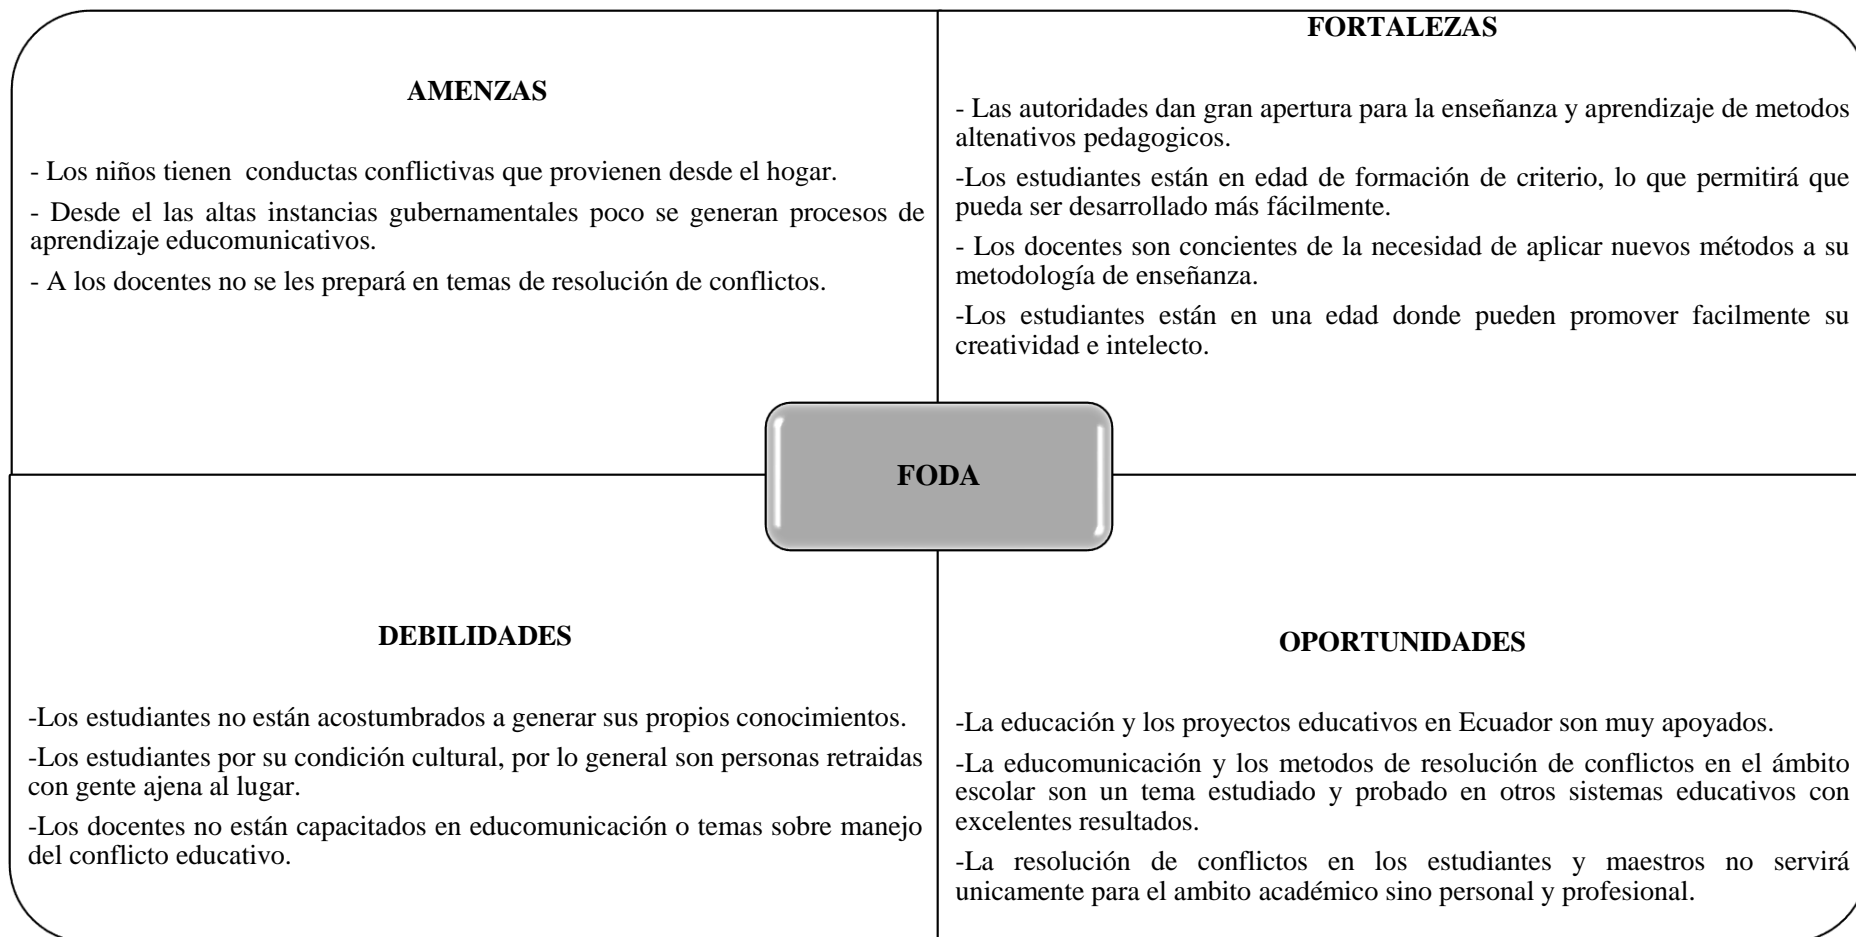 AMENZAS
- Los niños tienen  conductas conflictivas que provienen desde el hogar.
- Desde el las altas instancias gubernamentales poco se generan procesos de
aprendizaje educomunicativos.
- A los docentes no se les prepará en temas de resolución de conflictos.
FORTALEZAS
- Las autoridades dan gran apertura para la enseñanza y aprendizaje de metodos
altenativos pedagogicos.
-Los estudiantes están en edad de formación de criterio, lo que permitirá que
pueda ser desarrollado más fácilmente.
- Los docentes son concientes de la necesidad de aplicar nuevos métodos a su
metodología de enseñanza.
-Los estudiantes están en una edad donde pueden promover facilmente su
creatividad e intelecto.
FODA
DEBILIDADES
-Los estudiantes no están acostumbrados a generar sus propios conocimientos.
-Los estudiantes por su condición cultural, por lo general son personas retraidas
con gente ajena al lugar.
-Los docentes no están capacitados en educomunicación o temas sobre manejo
del conflicto educativo.
OPORTUNIDADES
-La educación y los proyectos educativos en Ecuador son muy apoyados.
-La educomunicación y los metodos de resolución de conflictos en el ámbito
escolar son un tema estudiado y probado en otros sistemas educativos con
excelentes resultados.
-La resolución de conflictos en los estudiantes y maestros no servirá
unicamente para el ambito académico sino personal y profesional.